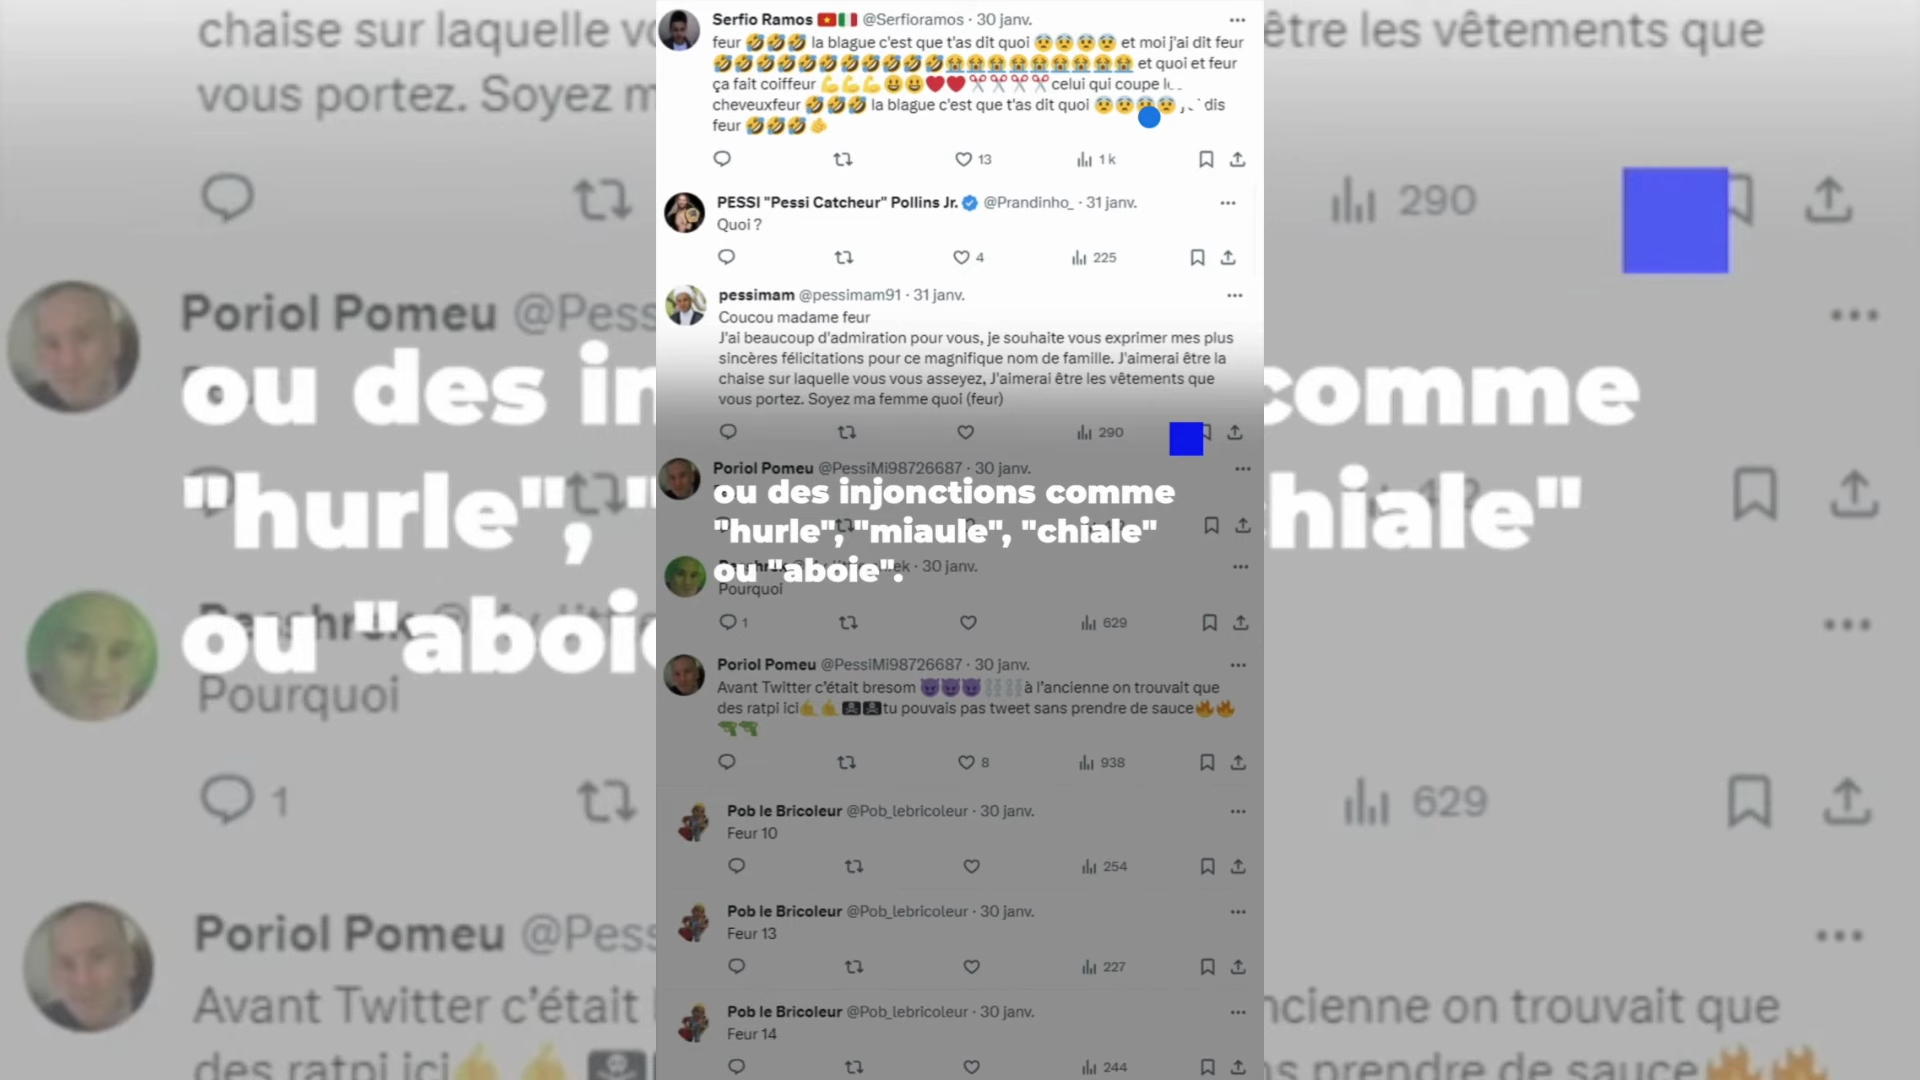 Serfio Ramos 🇻🇳🇮🇹 @Serfioramos · 30 janv.
feur 🤣🤣🤣 la blague c'est que t'as dit quoi 😨😨😨😨 et moi j'ai dit feur
🤣🤣🤣🤣🤣🤣🤣🤣🤣🤣🤣😭😭😭😭😭😭😭😭😭 et quoi et feur
ça fait coiffeur 💪💪💪😃😃❤️❤️✂️✂️✂️✂️celui qui coupe
cheveuxfeur 🤣🤣🤣 la blague c'est que t'as dit quoi 😨😨😨😨 dis
feur 🤣🤣🤣🫵
13 1 k
PESSI "Pessi Catcheur" Pollins Jr. @Prandinho_ · 31 janv.
Quoi ?
4 225
pessimam @pessimam91 · 31 janv.
Coucou madame feur
J'ai beaucoup d'admiration pour vous, je souhaite vous exprimer mes plus
sincères félicitations pour ce magnifique nom de famille. J'aimerai être la
chaise sur laquelle vous vous asseyez, J'aimerai être les vêtements que
vous portez. Soyez ma femme quoi (feur)
290
Poriol Pomeu @PessiMi98726687 · 30 janv.
ou des injonctions comme
"hurle", "miaule", "chiale"
ou "aboie".
· 30 janv.
Pourquoi
1 629
Poriol Pomeu @PessiMi98726687 · 30 janv.
Avant Twitter c'était bresom 😈😈😈⛓️⛓️à l'ancienne on trouvait que
des ratpi ici🤙🤙🏴‍☠️🏴‍☠️tu pouvais pas tweet sans prendre de sauce🔥🔥
🔫🔫
8 938
Pob le Bricoleur @Pob_lebricoleur · 30 janv.
Feur 10
254
Pob le Bricoleur @Pob_lebricoleur · 30 janv.
Feur 13
227
Pob le Bricoleur @Pob_lebricoleur · 30 janv.
Feur 14
244